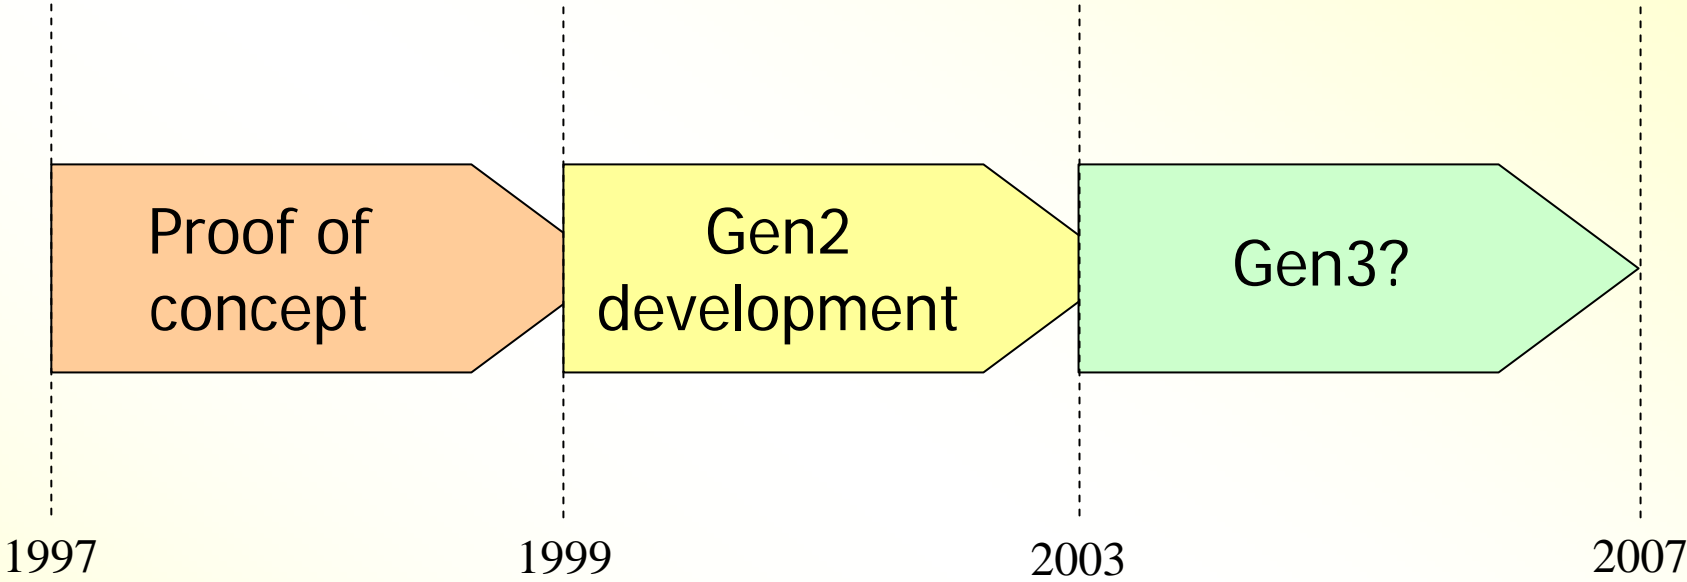 Proof of
concept
Gen2
development
Gen3?
1997
1999
2003
2007